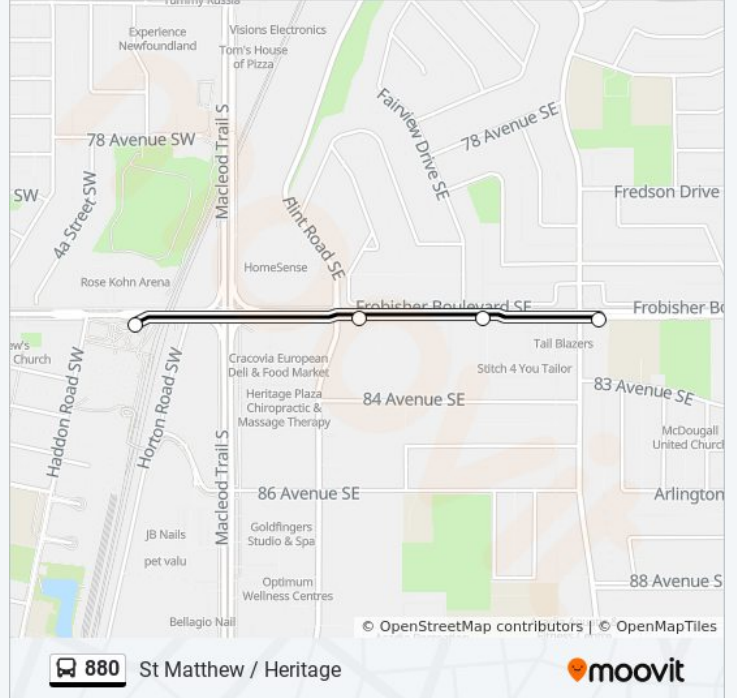 Tummy Russia
Experience
Newfoundland
Visions Electronics
Tom's House
of Pizza
Macleod Trail S
78 Avenue SW
Fairview Drive SE
78 Avenue SE
SW
4a Street SW
Fredson Drive
Flint Road SE
HomeSense
Rose Kohn Arena
Frobisher Boulevard SE
Frobisher Bo
ew's
Church
Tail Blazers
Cracovia European
Deli & Food Market
Stitch 4 You Tailor
83 Avenue SE
Heritage Plaza
Chiropractic &
Massage Therapy
84 Avenue SE
Haddon Road SW
Horton Road SW
McDougall
United Church
Macleod Trail S
86 Avenue SE
Arlington
JB Nails
Goldfingers
Studio & Spa
pet valu
Optimum
Wellness Centres
88 Avenue S
Bellagio Nail
© OpenStreetMap contributors | © OpenMapTiles
880 St Matthew / Heritage
moovit